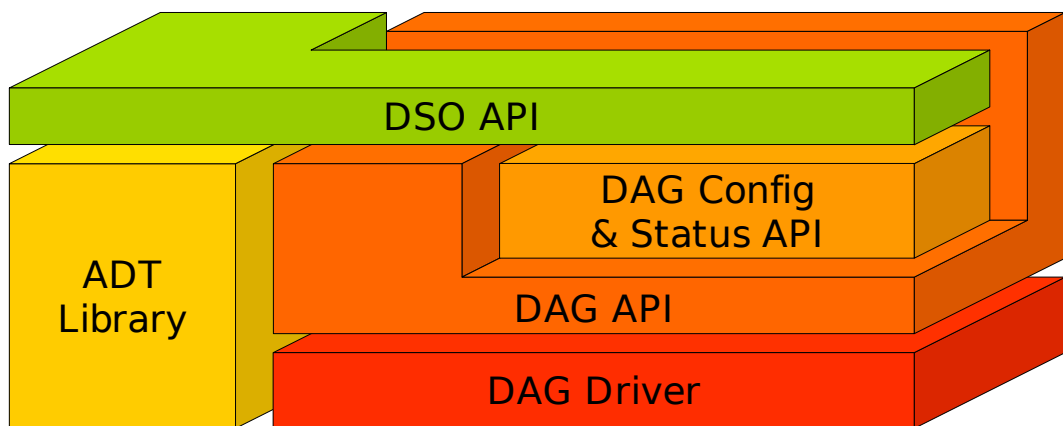 DSO API
DAG Config
& Status API
ADT
Library
DAG API
DAG Driver